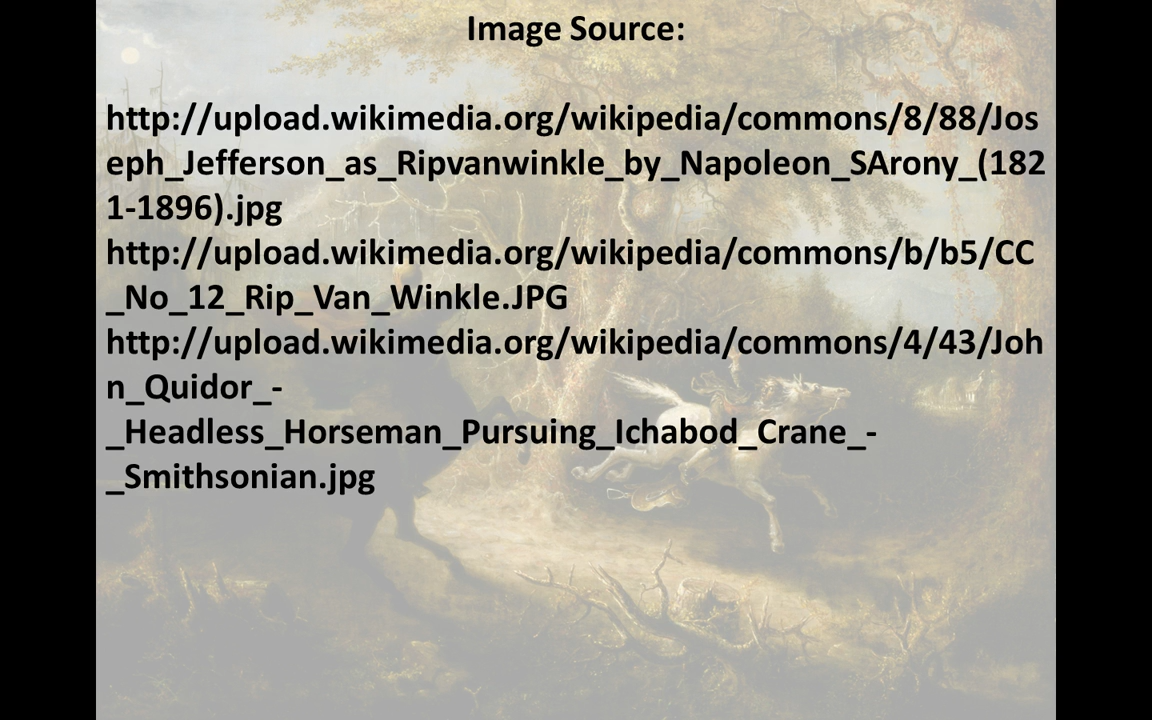 Image Source:
http://upload.wikimedia.org/wikipedia/commons/8/88/Jos
eph_Jefferson_as_Ripvanwinkle_by_Napoleon_SArony_(182
1-1896).jpg
http://upload.wikimedia.org/wikipedia/commons/b/b5/CC
_No_12_Rip_Van_Winkle.JPG
http://upload.wikimedia.org/wikipedia/commons/4/43/Joh
n_Quidor_-
_Headless_Horseman_Pursuing_Ichabod_Crane_-
_Smithsonian.jpg